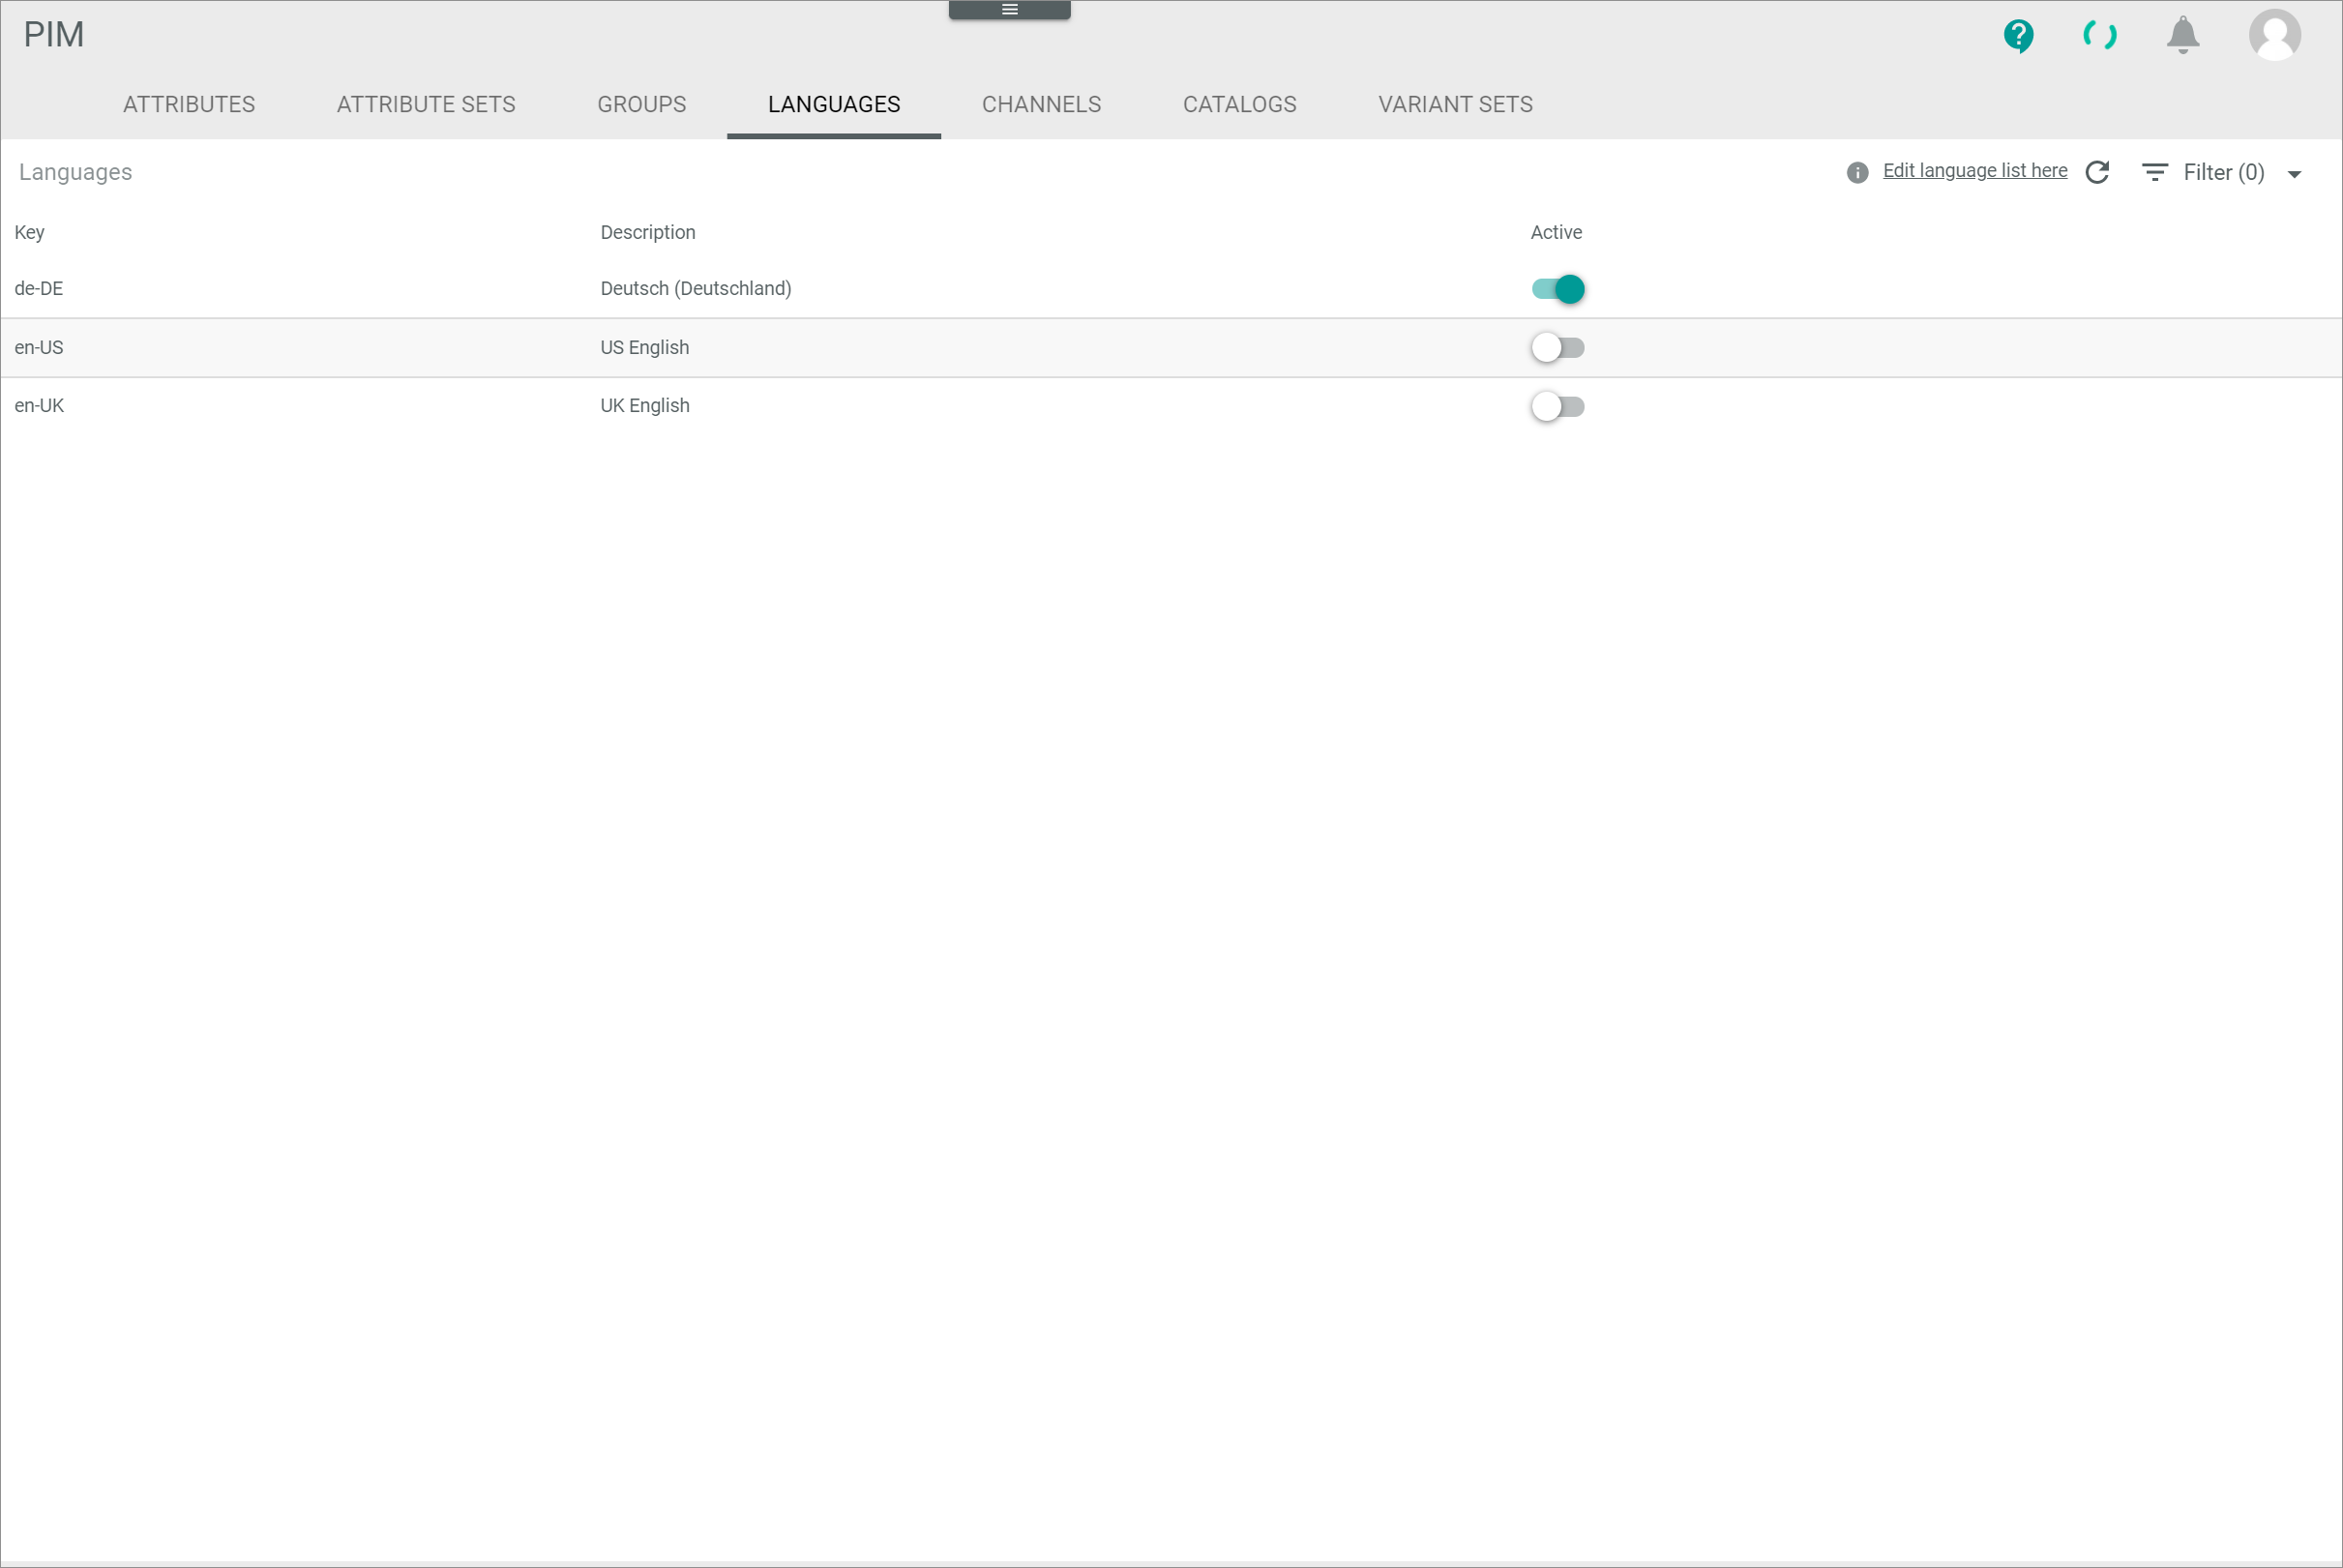 PIM
ATTRIBUTES ATTRIBUTE SETS GROUPS LANGUAGES CHANNELS CATALOGS VARIANT SETS
Languages Edit language list here Filter (0)
Key Description Active
de-DE Deutsch (Deutschland)
en-US US English
en-UK UK English